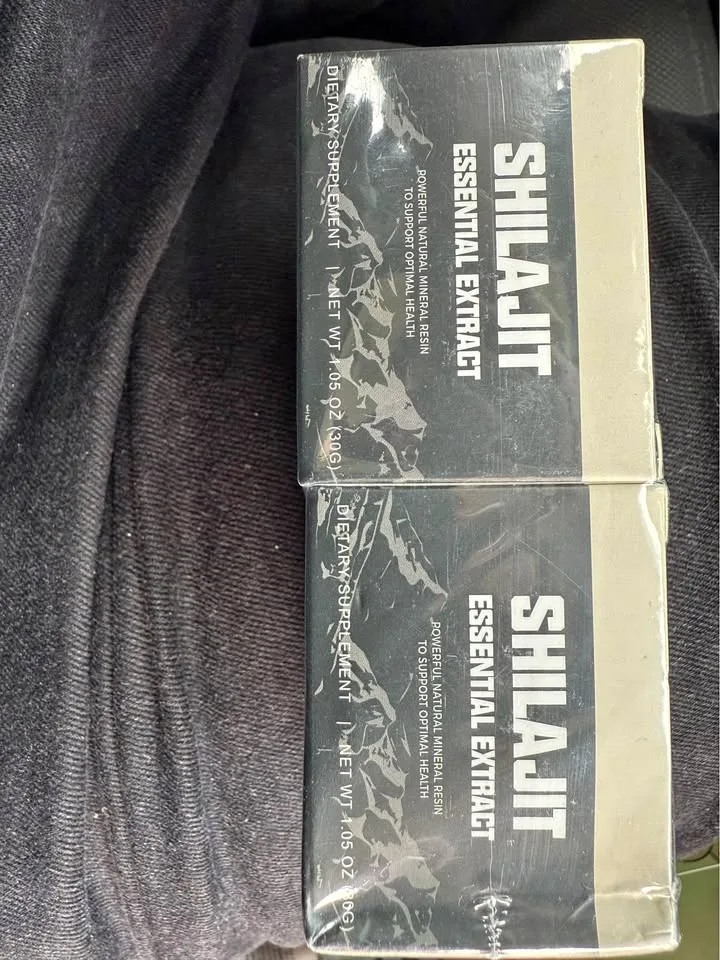 SHILAJIT
ESSENTIAL EXTRACT
POWERFUL NATURAL MINERAL RESIN
TO SUPPORT OPTIMAL HEALTH
DIETARY SUPPLEMENT | NET WT 1.05 OZ (30G)
SHILAJIT
ESSENTIAL EXTRACT
POWERFUL NATURAL MINERAL RESIN
TO SUPPORT OPTIMAL HEALTH
DIETARY SUPPLEMENT | NET WT 1.05 OZ (30G)